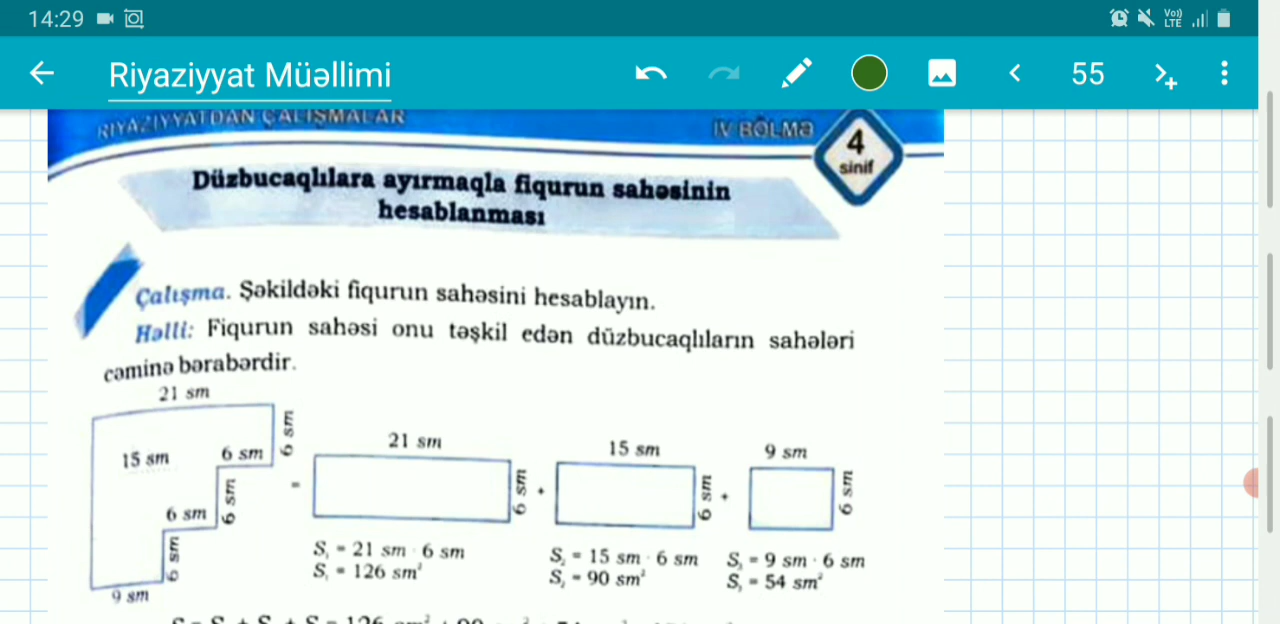 14:29
Vo)) LTE
Riyaziyyat Müəllimi
55
RİYAZİYYATDAN ÇALIŞMALAR
IV BÖLMƏ
4
sinif
Düzbucaqlılara ayırmaqla fiqurun sahəsinin
hesablanması
Çalışma. Şəkildəki fiqurun sahəsini hesablayın.
Həlli: Fiqurun sahəsi onu təşkil edən düzbucaqlıların sahələri
cəminə bərabərdir.
21 sm
6 sm
15 sm
6 sm
6 sm
6 sm
6 sm
9 sm
=
21 sm
6 sm
+
15 sm
6 sm
+
9 sm
6 sm
S₁ = 21 sm · 6 sm
S₁ = 126 sm²
S₂ = 15 sm · 6 sm
S₂ = 90 sm²
S₃ = 9 sm · 6 sm
S₃ = 54 sm²